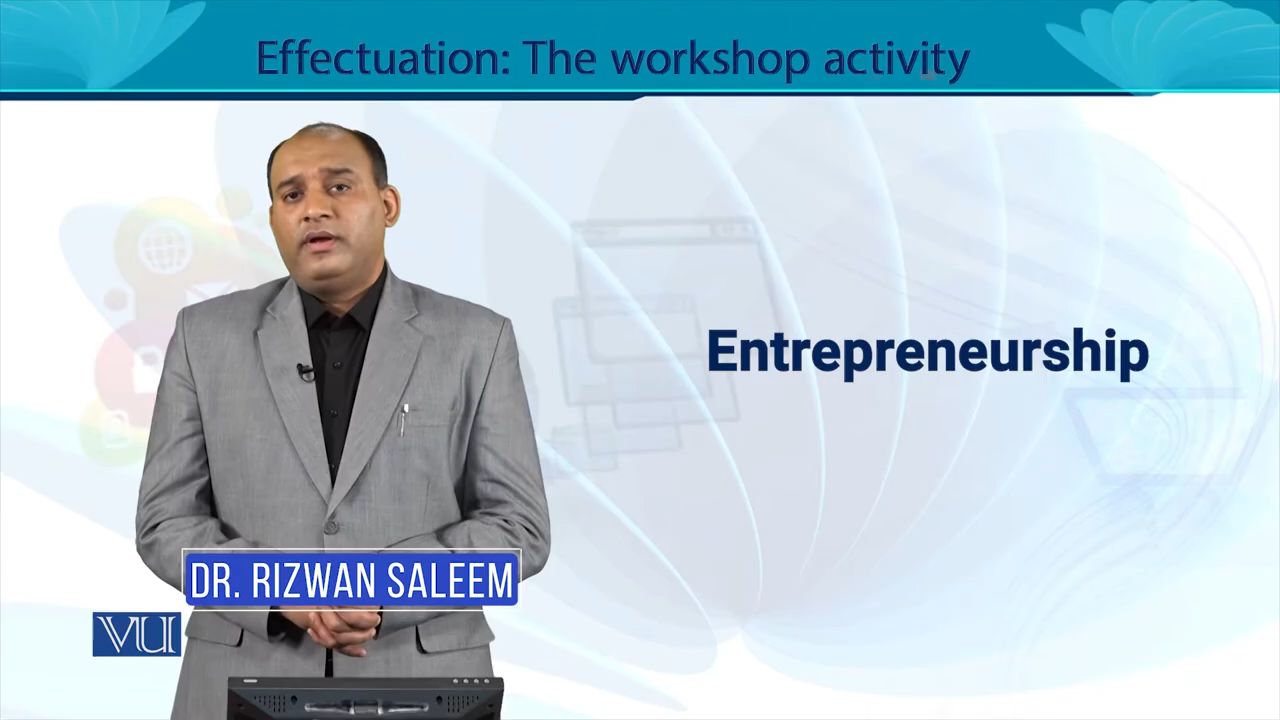 Effectuation: The workshop activity
Entrepreneurship
DR. RIZWAN SALEEM
VU